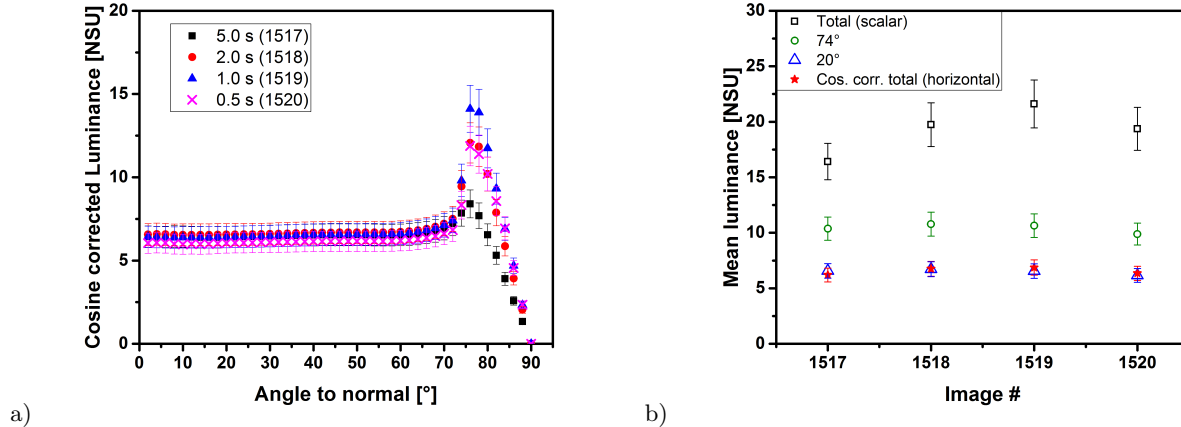 Cosine corrected Luminance [NSU]
20
15
10
5
0
5.0 s (1517)
2.0 s (1518)
1.0 s (1519)
0.5 s (1520)
0 10 20 30 40 50 60 70 80 90
Angle to normal [°]
a)
Mean luminance [NSU]
30
25
20
15
10
5
0
Total (scalar)
74°
20°
Cos. corr. total (horizontal)
1517 1518 1519 1520
Image #
b)